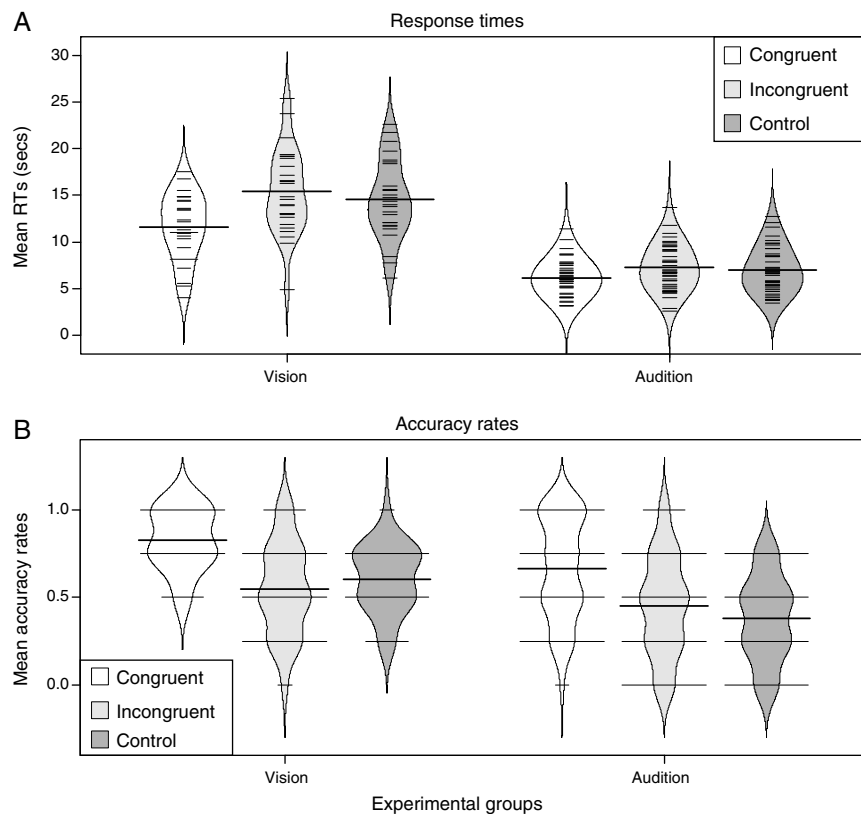 A
Response times
Mean RTs (secs)
30
25
20
15
10
5
0
Congruent
Incongruent
Control
Vision
Audition
B
Accuracy rates
Mean accuracy rates
1.0
0.5
0.0
Congruent
Incongruent
Control
Vision
Audition
Experimental groups